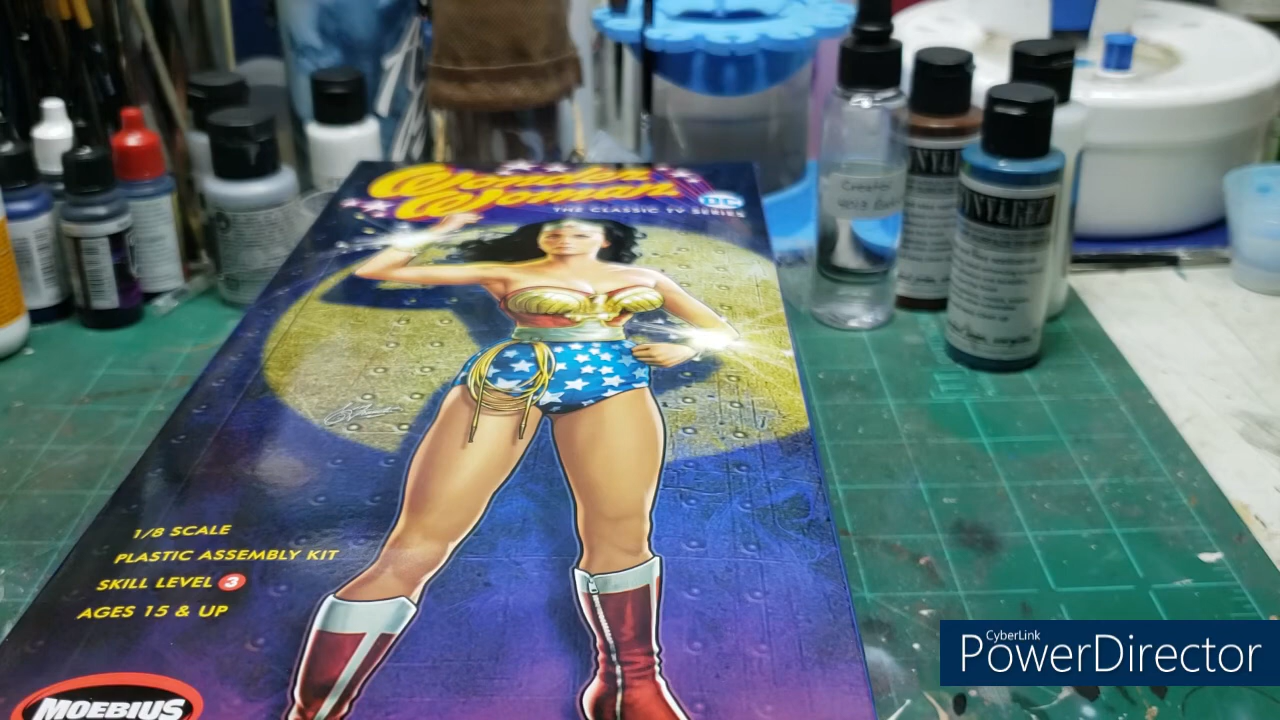 Wonder
Woman
DC
THE CLASSIC TV SERIES
VINYLREZ
1/8 SCALE
PLASTIC ASSEMBLY KIT
SKILL LEVEL 3
AGES 15 & UP
MOEBIUS
CyberLink
PowerDirector